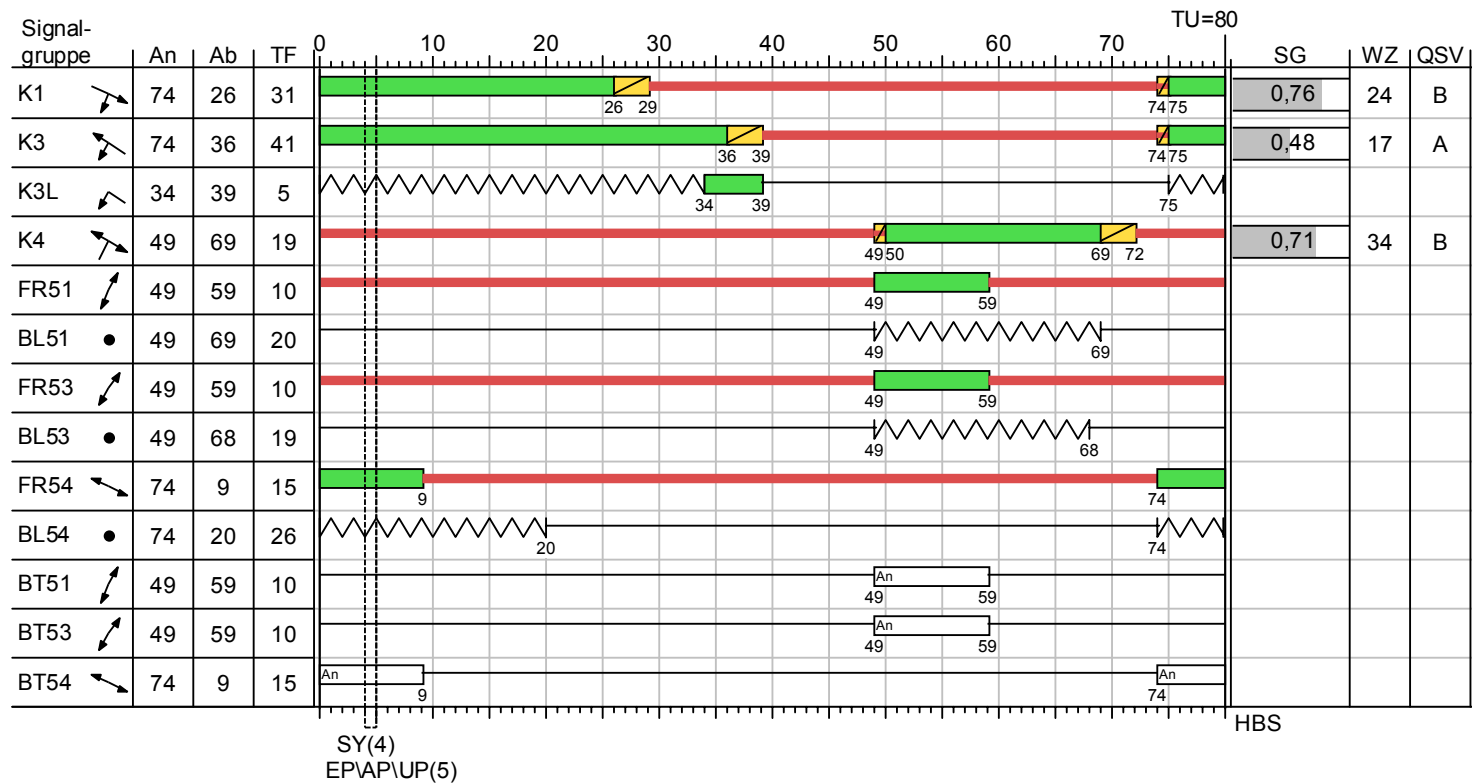 TU=80
Signal-
gruppe An Ab TF 0 10 20 30 40 50 60 70 SG WZ QSV
K1 74 26 31 26 29 74 75 0,76 24 B
K3 74 36 41 36 39 74 75 0,48 17 A
K3L 34 39 5 34 39 75
K4 49 69 19 49 50 69 72 0,71 34 B
FR51 49 59 10 49 59
BL51 49 69 20 49 69
FR53 49 59 10 49 59
BL53 49 68 19 49 68
FR54 74 9 15 9 74
BL54 74 20 26 20 74
BT51 49 59 10 An 49 59
BT53 49 59 10 An 49 59
BT54 74 9 15 An 9 An 74
HBS
SY(4)
EP\AP\UP(5)